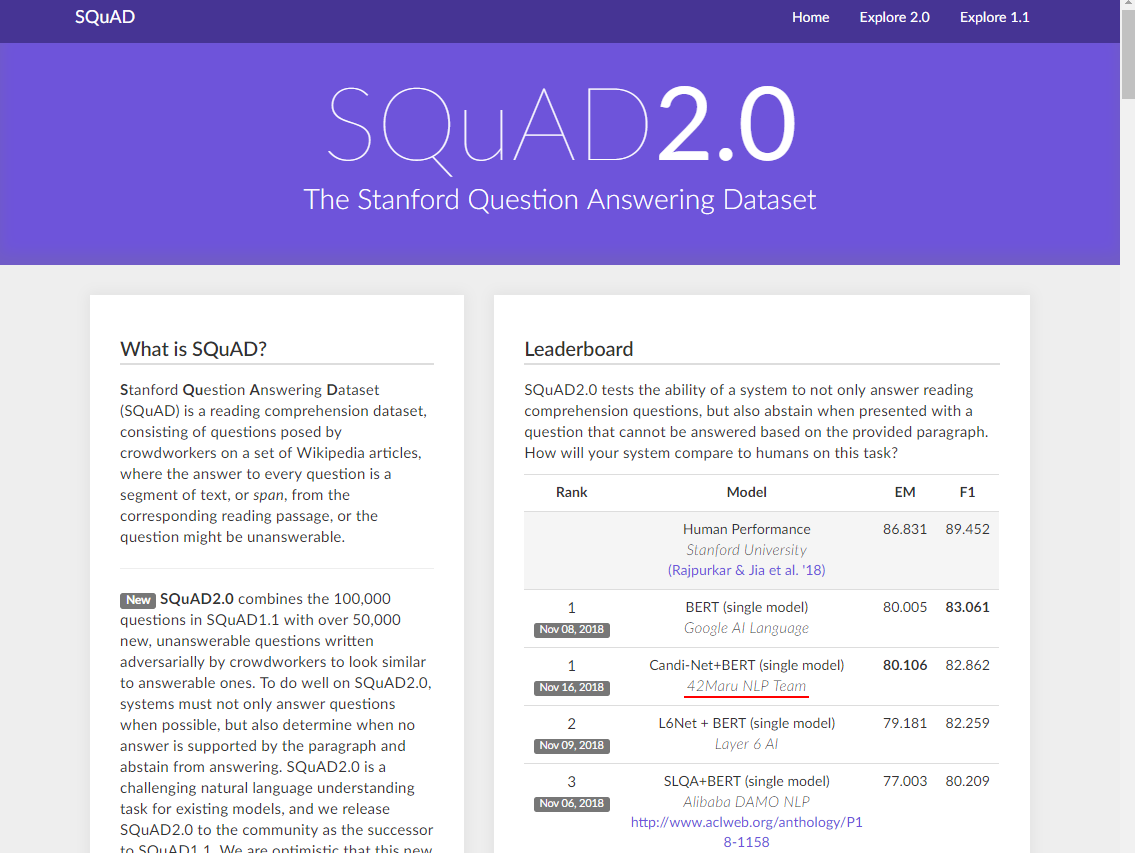 SQuAD
Home Explore 2.0 Explore 1.1
SQuAD2.0
The Stanford Question Answering Dataset
What is SQuAD?
Stanford Question Answering Dataset
(SQuAD) is a reading comprehension dataset,
consisting of questions posed by
crowdworkers on a set of Wikipedia articles,
where the answer to every question is a
segment of text, or span, from the
corresponding reading passage, or the
question might be unanswerable.
New SQuAD2.0 combines the 100,000
questions in SQuAD1.1 with over 50,000
new, unanswerable questions written
adversarially by crowdworkers to look similar
to answerable ones. To do well on SQuAD2.0,
systems must not only answer questions
when possible, but also determine when no
answer is supported by the paragraph and
abstain from answering. SQuAD2.0 is a
challenging natural language understanding
task for existing models, and we release
SQuAD2.0 to the community as the successor
to SQuAD1.1. We are optimistic that this new
Leaderboard
SQuAD2.0 tests the ability of a system to not only answer reading
comprehension questions, but also abstain when presented with a
question that cannot be answered based on the provided paragraph.
How will your system compare to humans on this task?
Rank Model EM F1
Human Performance 86.831 89.452
Stanford University
(Rajpurkar & Jia et al. '18)
1 BERT (single model) 80.005 83.061
Nov 08, 2018 Google AI Language
1 Candi-Net+BERT (single model) 80.106 82.862
Nov 16, 2018 42Maru NLP Team
2 L6Net + BERT (single model) 79.181 82.259
Nov 09, 2018 Layer 6 AI
3 SLQA+BERT (single model) 77.003 80.209
Nov 06, 2018 Alibaba DAMO NLP
http://www.aclweb.org/anthology/P1
8-1158